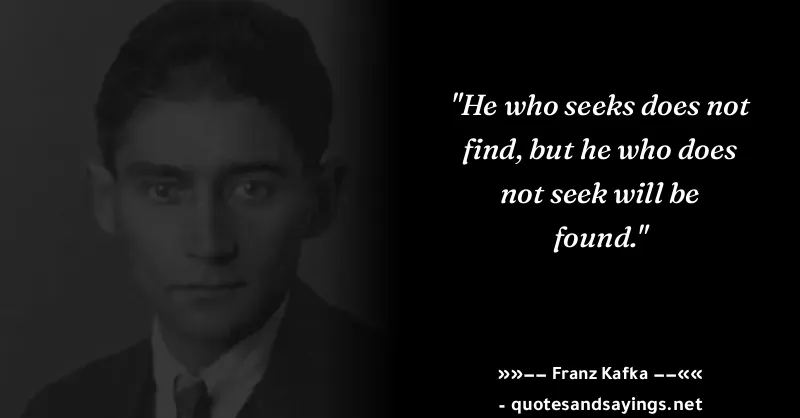 "He who seeks does not
find, but he who does
not seek will be
found."
»»−− Franz Kafka −−««
- quotesandsayings.net